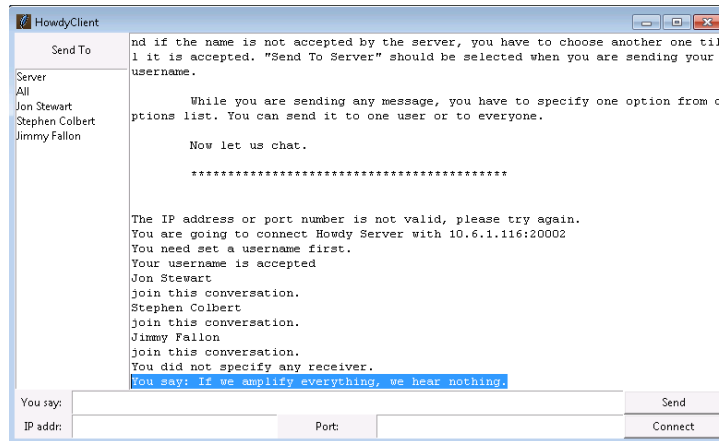 HowdyClient
Send To
Server
All
Jon Stewart
Stephen Colbert
Jimmy Fallon
nd if the name is not accepted by the server, you have to choose another one til
l it is accepted. "Send To Server" should be selected when you are sending your
username.
While you are sending any message, you have to specify one option from o
ptions list. You can send it to one user or to everyone.
Now let us chat.
*******************************************
The IP address or port number is not valid, please try again.
You are going to connect Howdy Server with 10.6.1.116:20002
You need set a username first.
Your username is accepted
Jon Stewart
join this conversation.
Stephen Colbert
join this conversation.
Jimmy Fallon
join this conversation.
You did not specify any receiver.
You say: If we amplify everything, we hear nothing.
You say:
Send
IP addr:
Port:
Connect